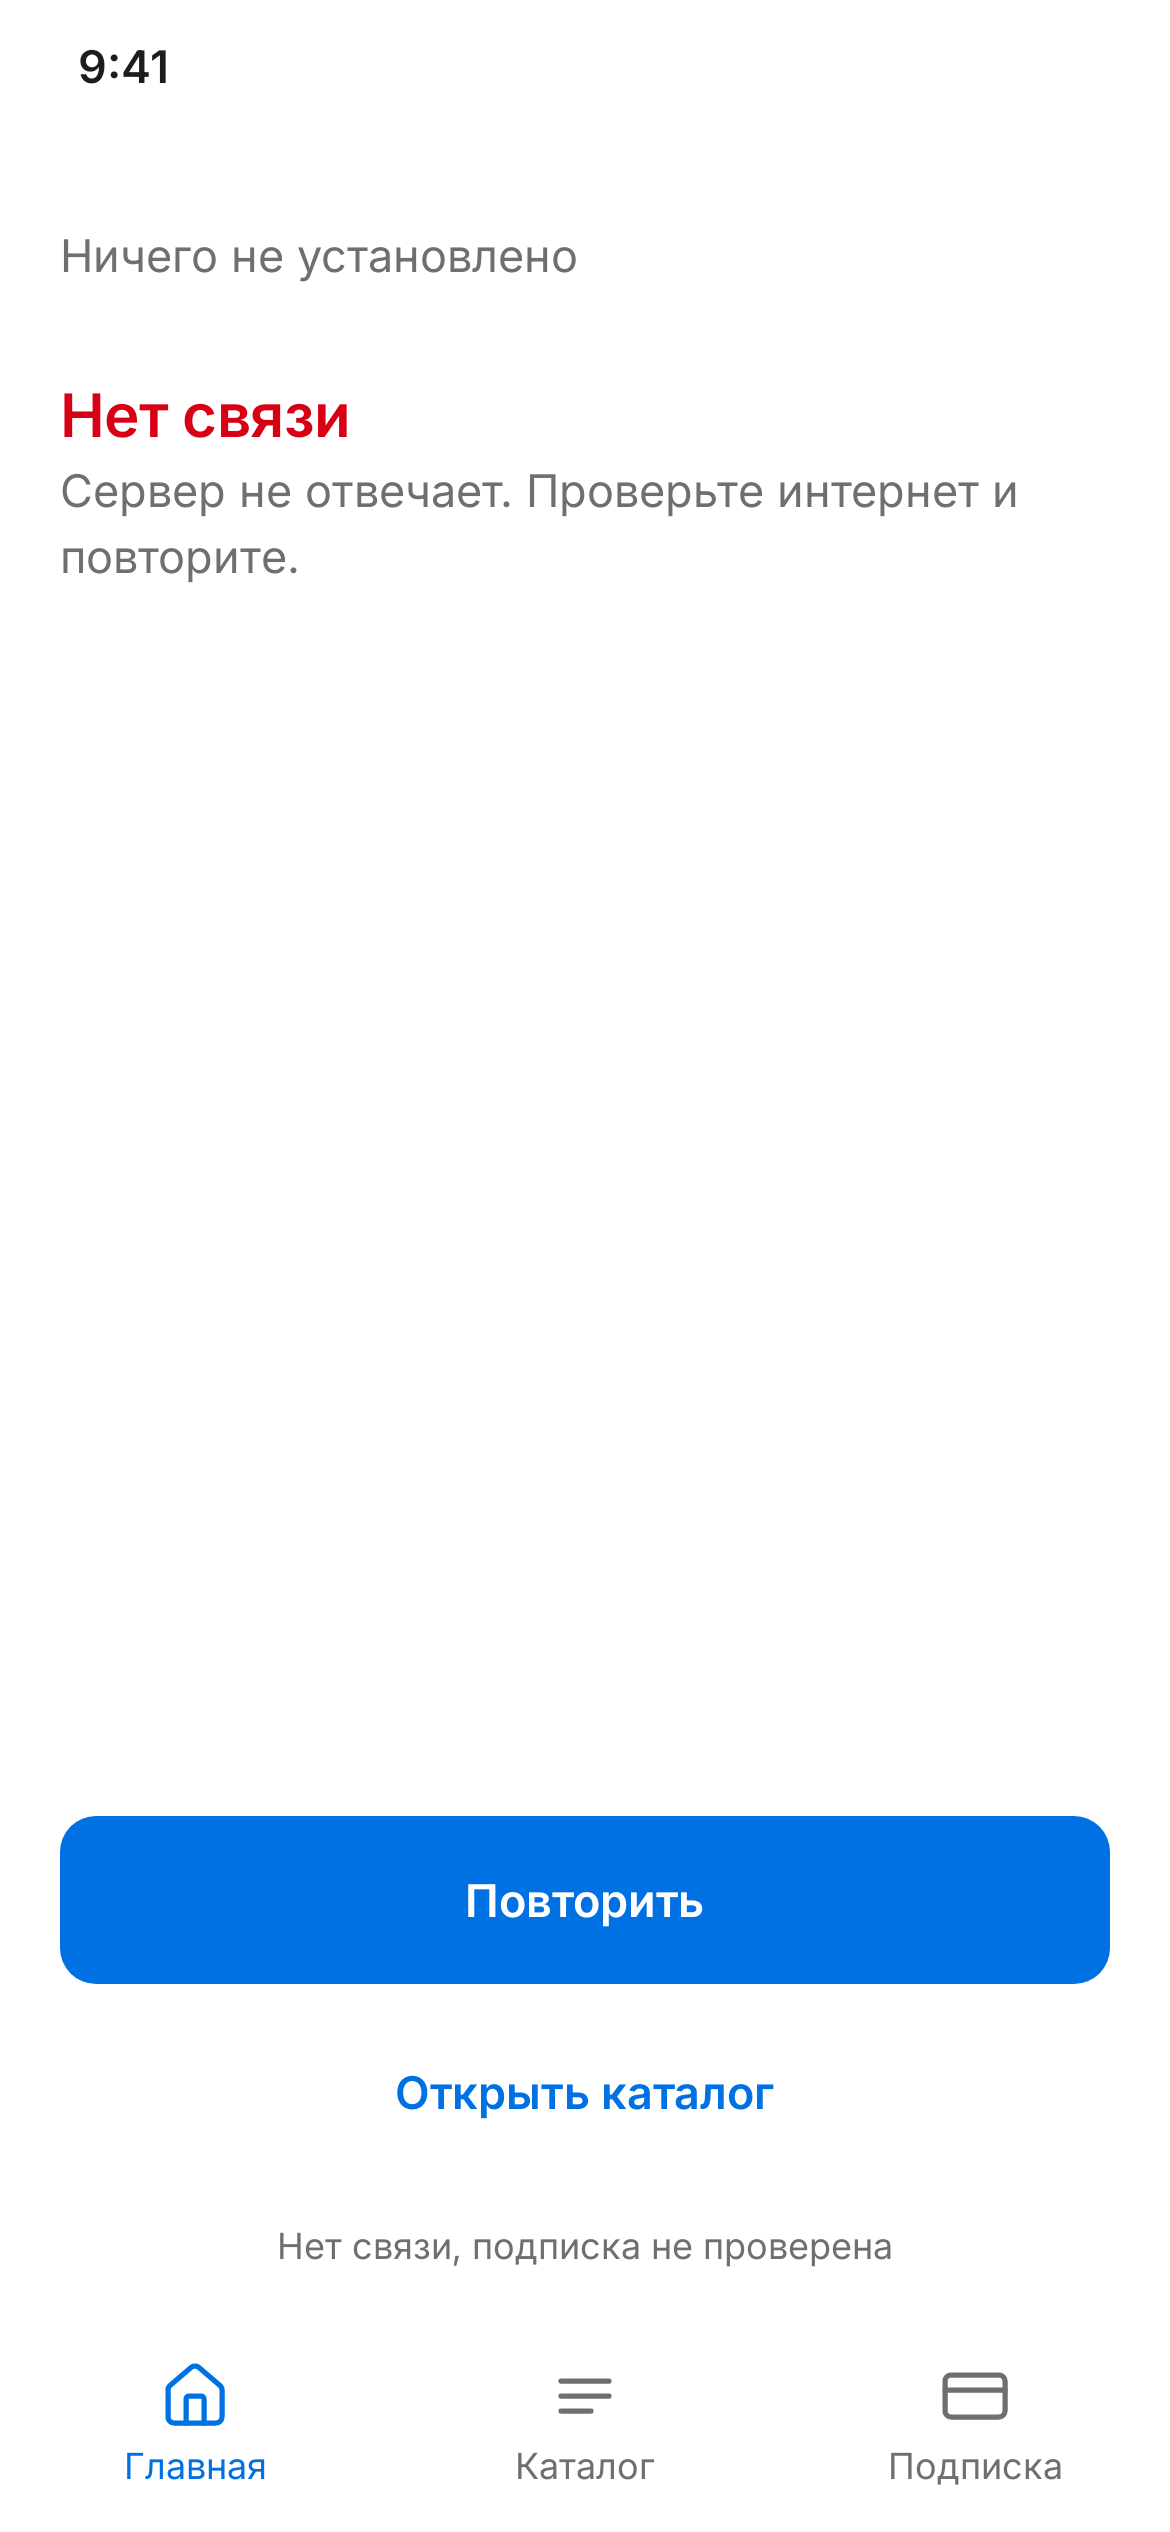 9:41
Ничего не установлено
Нет связи
Сервер не отвечает. Проверьте интернет и
повторите.
Повторить
Открыть каталог
Нет связи, подписка не проверена
Главная
Каталог
Подписка